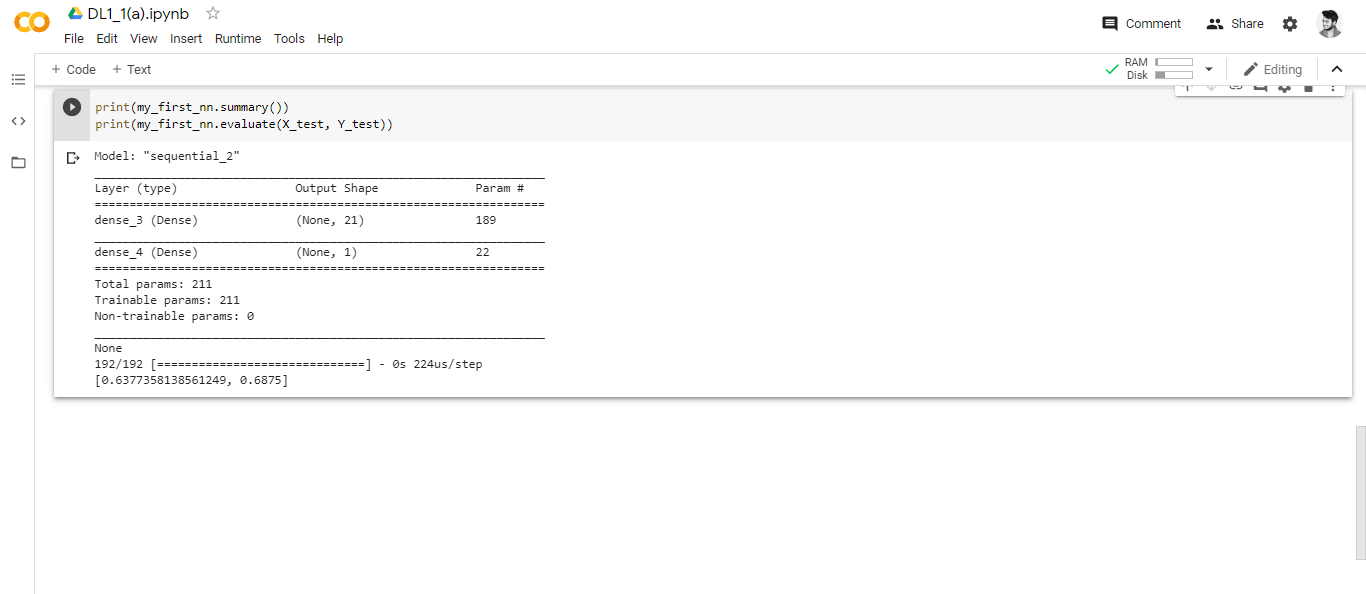 DL1_1(a).ipynb
Comment Share
File Edit View Insert Runtime Tools Help
+ Code + Text
RAM
Disk
Editing
print(my_first_nn.summary())
print(my_first_nn.evaluate(X_test, Y_test))
Model: "sequential_2"
_________________________________________________________________
Layer (type) Output Shape Param #
=================================================================
dense_3 (Dense) (None, 21) 189
_________________________________________________________________
dense_4 (Dense) (None, 1) 22
=================================================================
Total params: 211
Trainable params: 211
Non-trainable params: 0
_________________________________________________________________
None
192/192 [==============================] - 0s 224us/step
[0.6377358138561249, 0.6875]